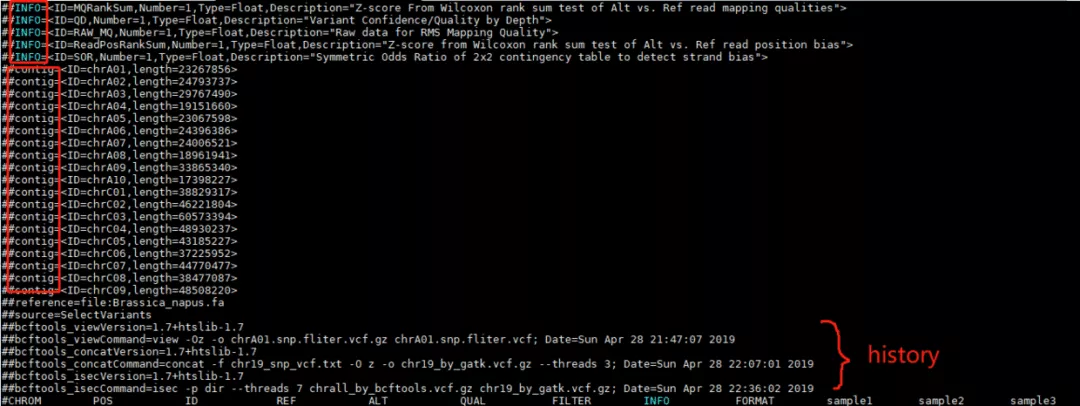 ##INFO=<ID=MQRankSum,Number=1,Type=Float,Description="Z-score From Wilcoxon rank sum test of Alt vs. Ref read mapping qualities">
##INFO=<ID=QD,Number=1,Type=Float,Description="Variant Confidence/Quality by Depth">
##INFO=<ID=RAW_MQ,Number=1,Type=Float,Description="Raw data for RMS Mapping Quality">
##INFO=<ID=ReadPosRankSum,Number=1,Type=Float,Description="Z-score from Wilcoxon rank sum test of Alt vs. Ref read position bias">
##INFO=<ID=SOR,Number=1,Type=Float,Description="Symmetric Odds Ratio of 2x2 contingency table to detect strand bias">
##contig=<ID=chrA01,length=23267856>
##contig=<ID=chrA02,length=24793737>
##contig=<ID=chrA03,length=29767490>
##contig=<ID=chrA04,length=19151660>
##contig=<ID=chrA05,length=23067598>
##contig=<ID=chrA06,length=24396386>
##contig=<ID=chrA07,length=24006521>
##contig=<ID=chrA08,length=18961941>
##contig=<ID=chrA09,length=33865340>
##contig=<ID=chrA10,length=17398227>
##contig=<ID=chrC01,length=38829317>
##contig=<ID=chrC02,length=46221804>
##contig=<ID=chrC03,length=60573394>
##contig=<ID=chrC04,length=48930237>
##contig=<ID=chrC05,length=43185227>
##contig=<ID=chrC06,length=37225952>
##contig=<ID=chrC07,length=44770477>
##contig=<ID=chrC08,length=38477087>
##contig=<ID=chrC09,length=48508220>
##reference=file:Brassica_napus.fa
##source=SelectVariants
##bcftools_viewVersion=1.7+htslib-1.7
##bcftools_viewCommand=view -Oz -o chrA01.snp.fliter.vcf.gz chrA01.snp.fliter.vcf; Date=Sun Apr 28 21:47:07 2019
##bcftools_concatVersion=1.7+htslib-1.7
##bcftools_concatCommand=concat -f chr19_snp_vcf.txt -O z -o chr19_by_gatk.vcf.gz --threads 3; Date=Sun Apr 28 22:07:01 2019
##bcftools_isecVersion=1.7+htslib-1.7
##bcftools_isecCommand=isec -p dir --threads 7 chrall_by_bcftools.vcf.gz chr19_by_gatk.vcf.gz; Date=Sun Apr 28 22:36:02 2019
history
#CHROM POS ID REF ALT QUAL FILTER INFO FORMAT sample1 sample2 sample3